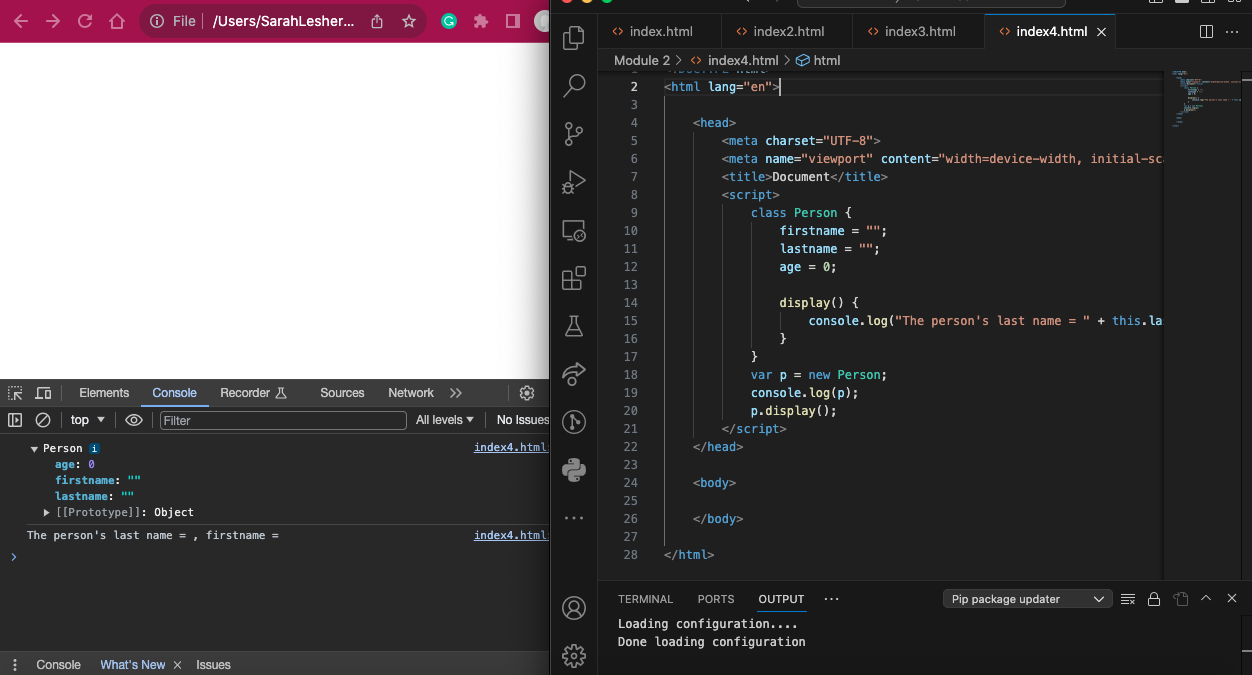 File /Users/SarahLesher...
Elements Console Recorder Sources Network
top Filter All levels No Issues
Person i index4.html:
age: 0
firstname: ""
lastname: ""
[[Prototype]]: Object
The person's last name = , firstname = index4.html:
Console What's New Issues
index.html index2.html index3.html index4.html
Module 2 > index4.html > html
2 <html lang="en">
3
4 <head>
5 <meta charset="UTF-8">
6 <meta name="viewport" content="width=device-width, initial-sca
7 <title>Document</title>
8 <script>
9 class Person {
10 firstname = "";
11 lastname = "";
12 age = 0;
13
14 display() {
15 console.log("The person's last name = " + this.la
16 }
17 }
18 var p = new Person;
19 console.log(p);
20 p.display();
21 </script>
22 </head>
23
24 <body>
25
26 </body>
27
28 </html>
TERMINAL PORTS OUTPUT ··· Pip package updater
Loading configuration....
Done loading configuration